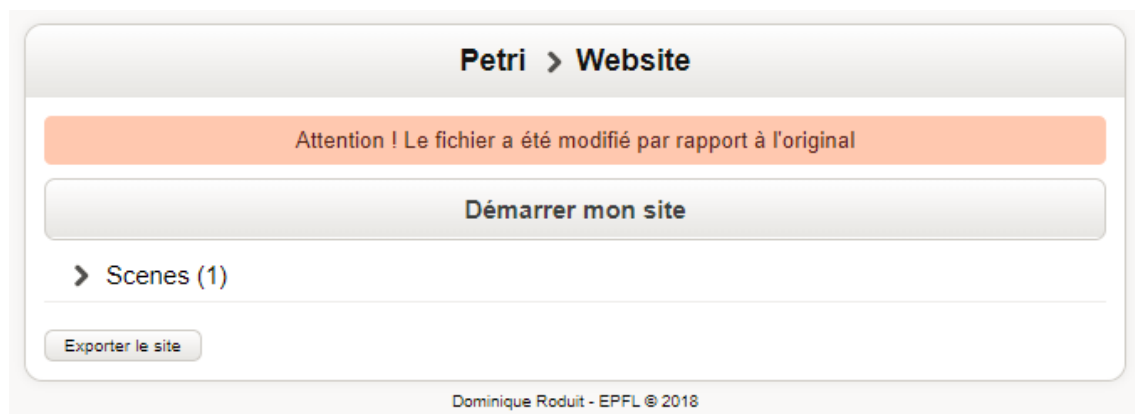 Petri > Website
Attention ! Le fichier a été modifié par rapport à l'original
Démarrer mon site
Scenes (1)
Exporter le site
Dominique Roduit - EPFL © 2018